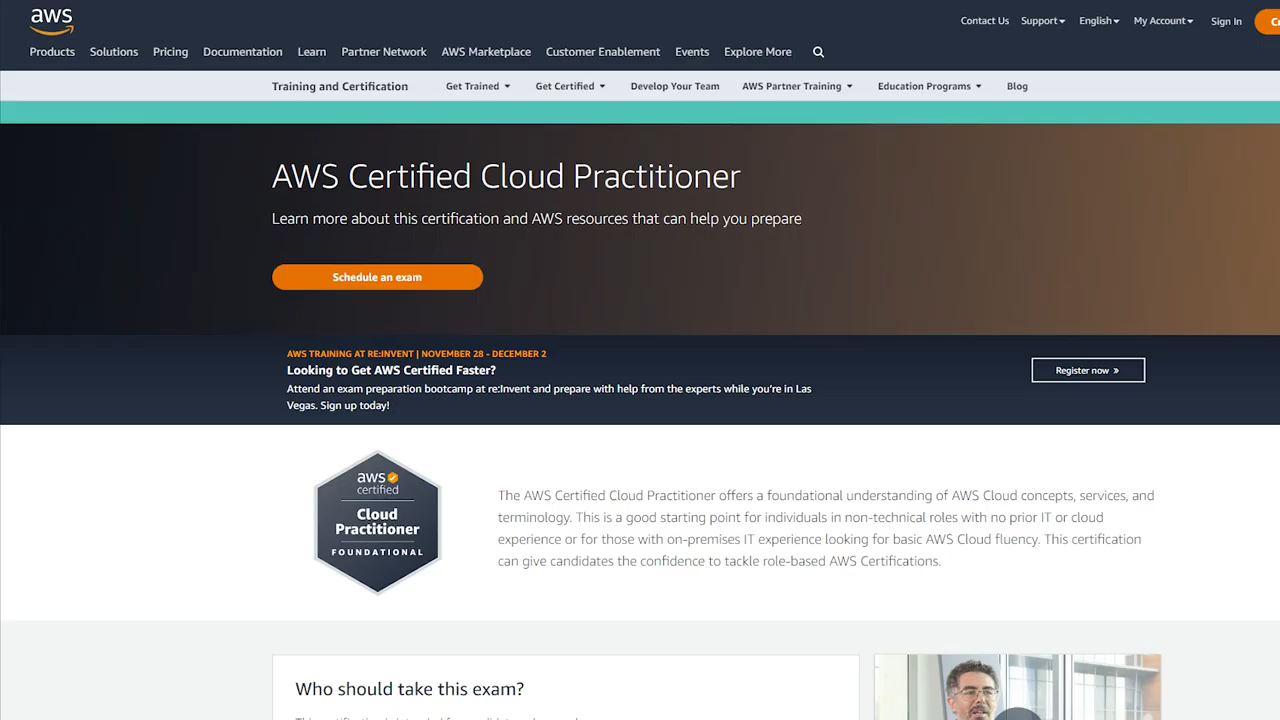 aws
Contact Us Support English My Account Sign In
Products Solutions Pricing Documentation Learn Partner Network AWS Marketplace Customer Enablement Events Explore More
Training and Certification Get Trained Get Certified Develop Your Team AWS Partner Training Education Programs Blog
AWS Certified Cloud Practitioner
Learn more about this certification and AWS resources that can help you prepare
Schedule an exam
AWS TRAINING AT RE:INVENT | NOVEMBER 28 - DECEMBER 2
Looking to Get AWS Certified Faster?
Attend an exam preparation bootcamp at re:Invent and prepare with help from the experts while you're in Las
Vegas. Sign up today!
Register now »
aws
certified
Cloud
Practitioner
FOUNDATIONAL
The AWS Certified Cloud Practitioner offers a foundational understanding of AWS Cloud concepts, services, and
terminology. This is a good starting point for individuals in non-technical roles with no prior IT or cloud
experience or for those with on-premises IT experience looking for basic AWS Cloud fluency. This certification
can give candidates the confidence to tackle role-based AWS Certifications.
Who should take this exam?